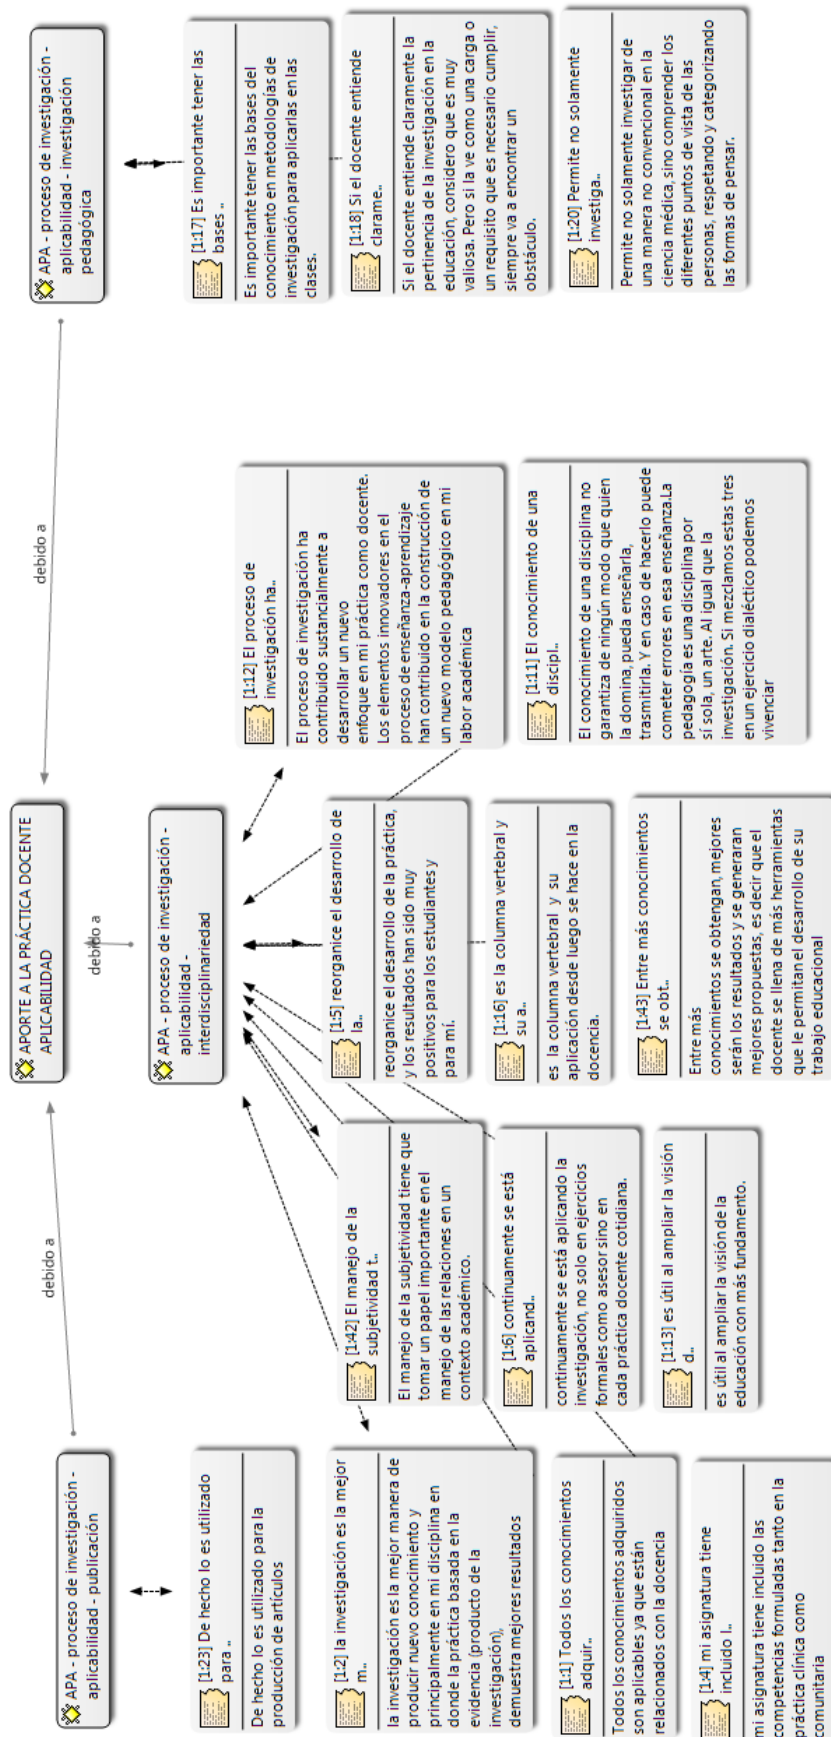 APORTE A LA PRÁCTICA DOCENTE
APLICABILIDAD
debido a
debido a
debido a
APA - proceso de investigación -
aplicabilidad - publicación
APA - proceso de investigación -
aplicabilidad -
interdisciplinariedad
APA - proceso de investigación -
aplicabilidad - investigación
pedagógica
[1:23] De hecho lo es utilizado
para ..
De hecho lo es utilizado para la
producción de artículos
[1:2] la investigación es la mejor
m..
la investigación es la mejor manera de
producir nuevo conocimiento y
principalmente en mi disciplina en
donde la práctica basada en la
evidencia (producto de la
investigación),
demuestra mejores resultados
[1:1] Todos los conocimientos
adquir..
Todos los conocimientos adquiridos
son aplicables ya que están
relacionados con la docencia
[1:4] mi asignatura tiene
incluido l..
mi asignatura tiene incluido las
competencias formuladas tanto en la
práctica clínica como
comunitaria
[1:42] El manejo de la
subjetividad t..
El manejo de la subjetividad tiene que
tomar un papel importante en el
manejo de las relaciones en un
contexto académico.
[1:6] continuamente se está
aplicand..
continuamente se está aplicando la
investigación, no solo en ejercicios
formales como asesor sino en
cada práctica docente cotidiana.
[1:13] es útil al ampliar la visión
d..
es útil al ampliar la visión de la
educación con más fundamento.
[1:5] reorganice el desarrollo de
la..
reorganice el desarrollo de la práctica,
y los resultados han sido muy
positivos para los estudiantes y
para mí.
[1:16] es la columna vertebral y
su a..
es la columna vertebral y su
aplicación desde luego se hace en la
docencia.
[1:43] Entre más conocimientos
se obt..
Entre más
conocimientos se obtengan, mejores
serán los resultados y se generaran
mejores propuestas, es decir que el
docente se llena de más herramientas
que le permitan el desarrollo de su
trabajo educacional
[1:12] El proceso de
investigación ha..
El proceso de investigación ha
contribuido sustancialmente a
desarrollar un nuevo
enfoque en mi práctica como docente.
Los elementos innovadores en el
proceso de enseñanza-aprendizaje
han contribuido en la construcción de
un nuevo modelo pedagógico en mi
labor académica
[1:11] El conocimiento de una
discipl..
El conocimiento de una disciplina no
garantiza de ningún modo que quien
la domina, pueda enseñarla,
trasmitirla. Y en caso de hacerlo puede
cometer errores en esa enseñanza.La
pedagogía es una disciplina por
sí sola, un arte. Al igual que la
investigación. Si mezclamos estas tres
en un ejercicio dialéctico podemos
vivenciar
[1:17] Es importante tener las
bases ..
Es importante tener las bases del
conocimiento en metodologías de
investigación para aplicarlas en las
clases.
[1:18] Si el docente entiende
clarame..
Si el docente entiende claramente la
pertinencia de la investigación en la
educación, considero que es muy
valiosa. Pero si la ve como una carga o
un requisito que es necesario cumplir,
siempre va a encontrar un
obstáculo.
[1:20] Permite no solamente
investiga..
Permite no solamente investigar de
una manera no convencional en la
ciencia médica, sino comprender los
diferentes puntos de vista de las
personas, respetando y categorizando
las formas de pensar.